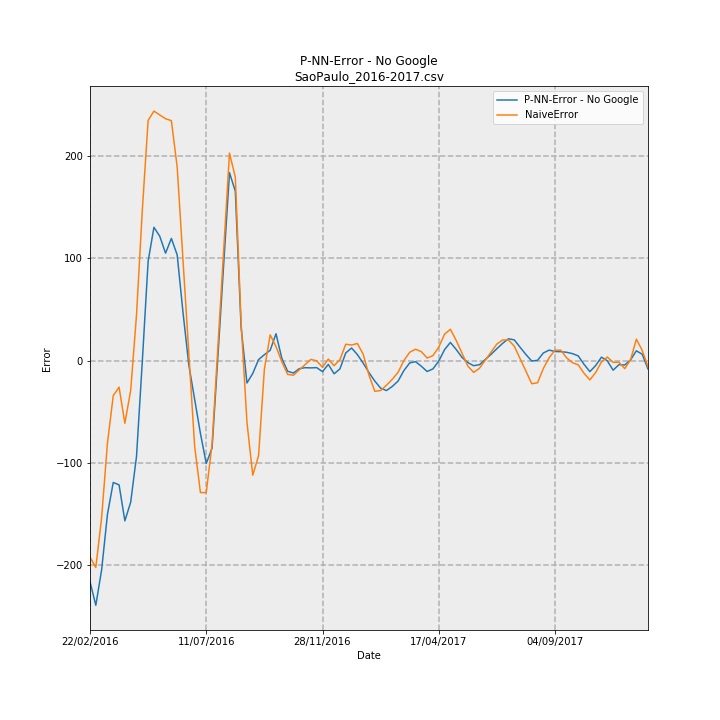 P-NN-Error - No Google
SaoPaulo_2016-2017.csv
P-NN-Error - No Google
NaiveError
200
100
0
−100
−200
Error
22/02/2016
11/07/2016
28/11/2016
17/04/2017
04/09/2017
Date